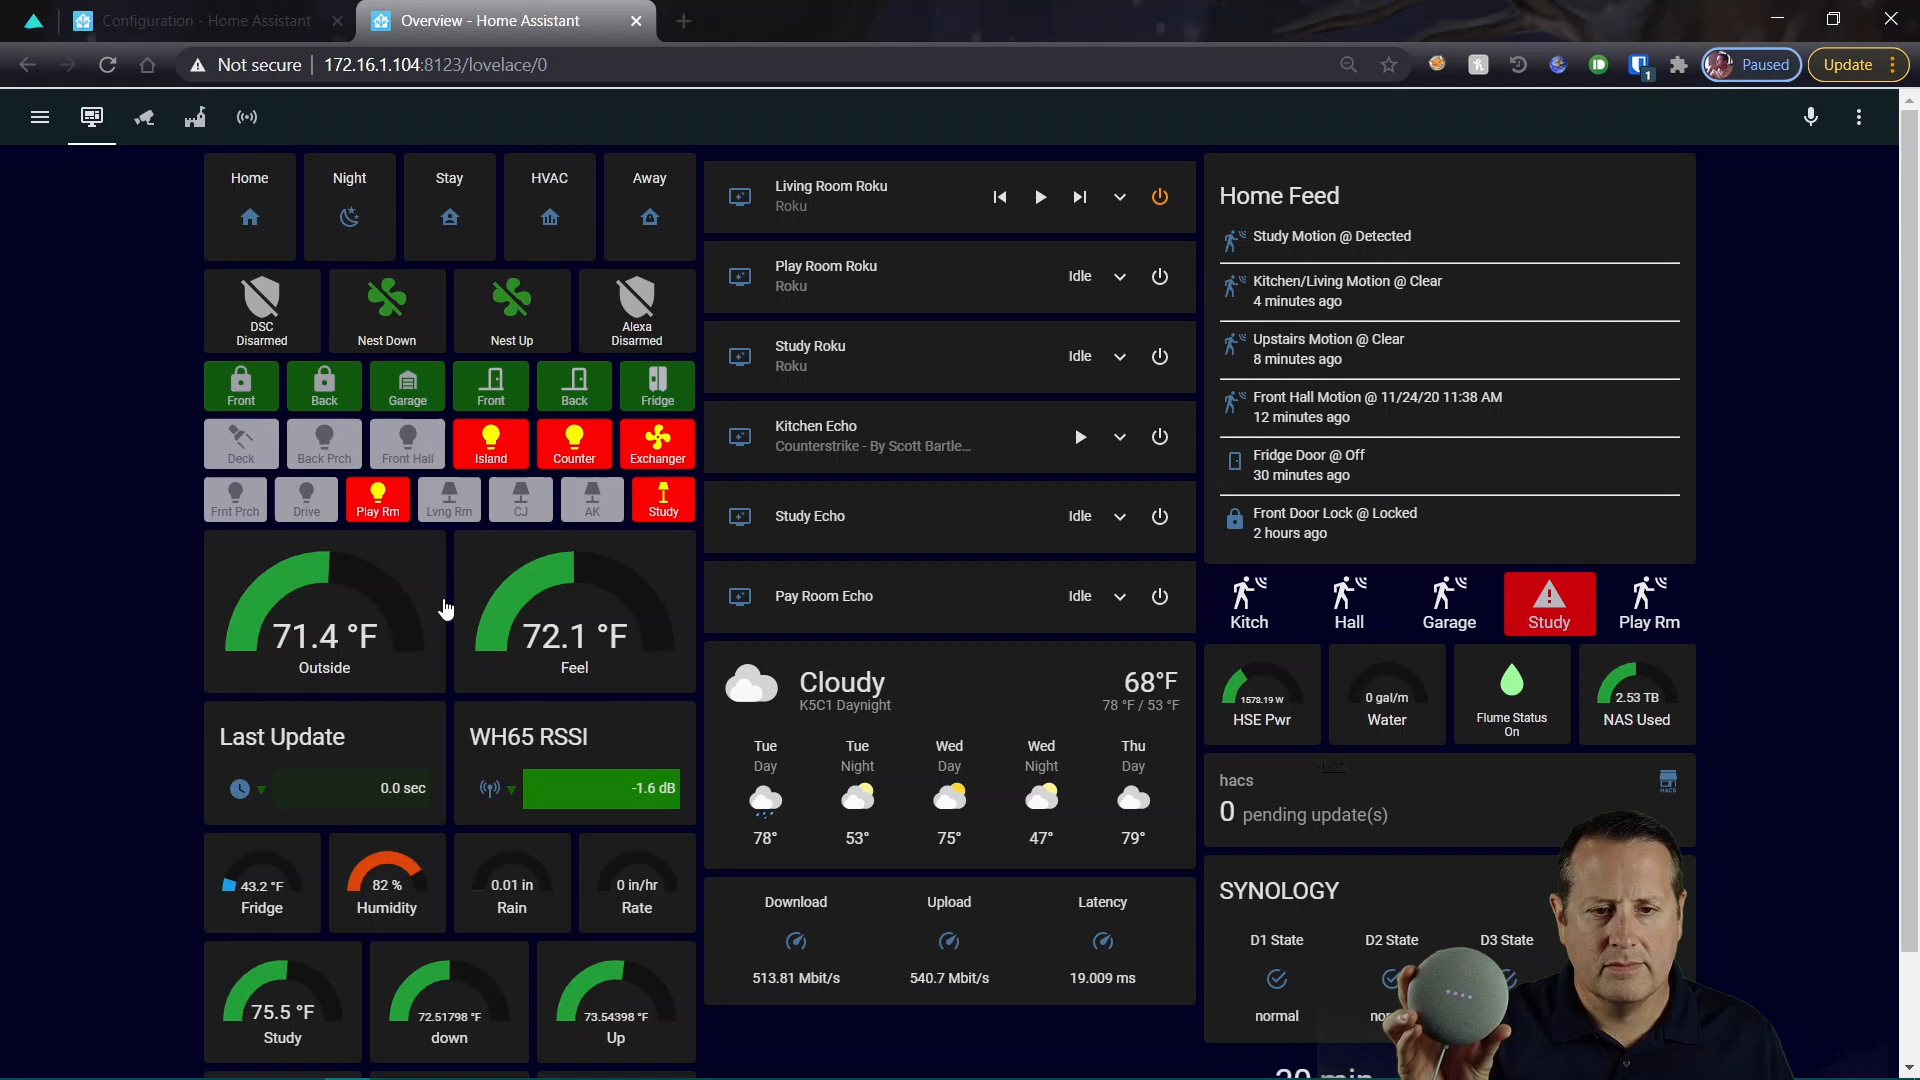 Configuration - Home Assistant
Overview - Home Assistant
Not secure
172.16.1.104:8123/lovelace/0
1
Paused
Update
Home
Night
Stay
HVAC
Away
DSC
Disarmed
Nest Down
Nest Up
Alexa
Disarmed
Front
Back
Garage
Front
Back
Fridge
Deck
Back Prch
Front Hall
Island
Counter
Exchanger
Frnt Prch
Drive
Play Rm
Lvng Rm
CJ
AK
Study
71.4 °F
Outside
72.1 °F
Feel
Last Update
0.0 sec
WH65 RSSI
-1.6 dB
43.2 °F
Fridge
82 %
Humidity
0.01 in
Rain
0 in/hr
Rate
75.5 °F
Study
72.51798 °F
down
73.54398 °F
Up
Living Room Roku
Roku
Play Room Roku
Roku
Idle
Study Roku
Roku
Idle
Kitchen Echo
Counterstrike - By Scott Bartle...
Study Echo
Idle
Pay Room Echo
Idle
Cloudy
K5C1 Daynight
68°F
78 °F / 53 °F
Tue
Day
78°
Tue
Night
53°
Wed
Day
75°
Wed
Night
47°
Thu
Day
79°
Download
513.81 Mbit/s
Upload
540.7 Mbit/s
Latency
19.009 ms
Home Feed
Study Motion @ Detected
Kitchen/Living Motion @ Clear
4 minutes ago
Upstairs Motion @ Clear
8 minutes ago
Front Hall Motion @ 11/24/20 11:38 AM
12 minutes ago
Fridge Door @ Off
30 minutes ago
Front Door Lock @ Locked
2 hours ago
Kitch
Hall
Garage
Study
Play Rm
1578.19 W
HSE Pwr
0 gal/m
Water
Flume Status
On
2.53 TB
NAS Used
hacs
HACS
0 pending update(s)
SYNOLOGY
D1 State
normal
D2 State
D3 State